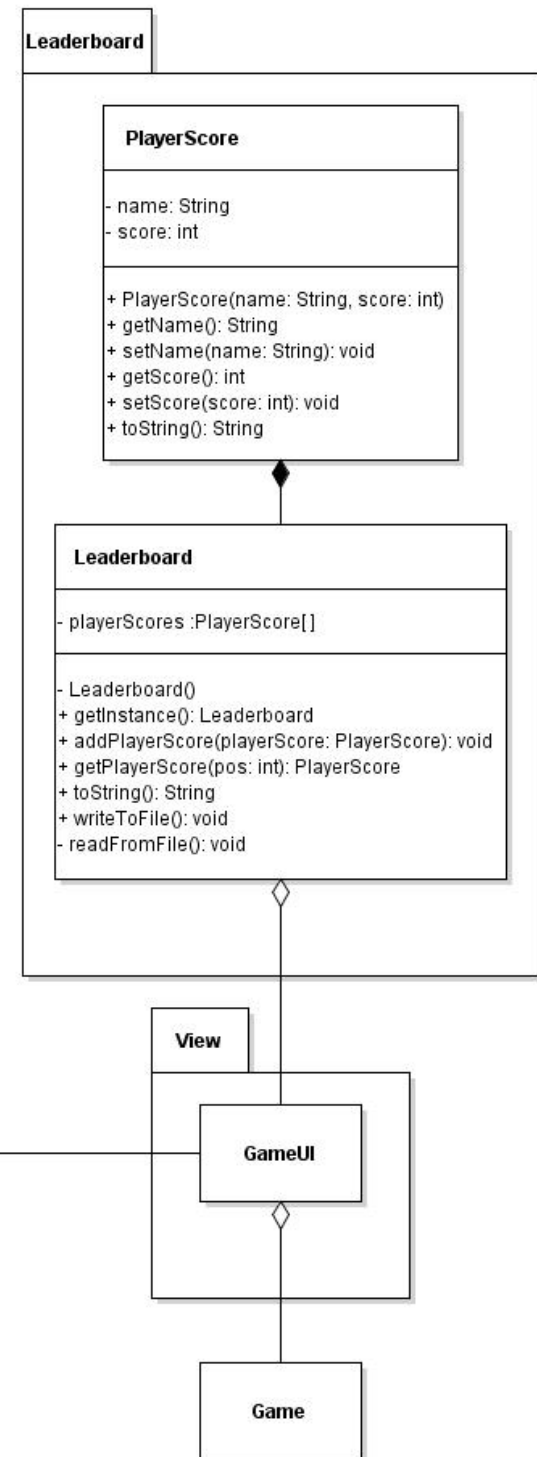 Leaderboard
PlayerScore
- name: String
- score: int
+ PlayerScore(name: String, score: int)
+ getName(): String
+ setName(name: String): void
+ getScore(): int
+ setScore(score: int): void
+ toString(): String
Leaderboard
- playerScores :PlayerScore[ ]
- Leaderboard()
+ getInstance(): Leaderboard
+ addPlayerScore(playerScore: PlayerScore): void
+ getPlayerScore(pos: int): PlayerScore
+ toString(): String
+ writeToFile(): void
- readFromFile(): void
View
GameUI
Game